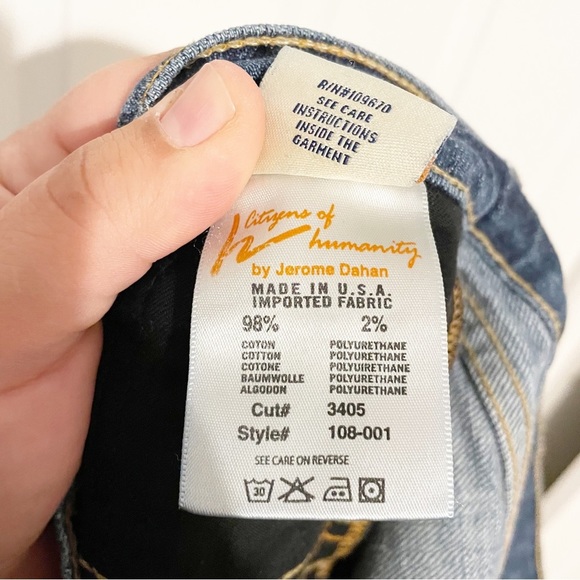 R/N#109670
SEE CARE
INSTRUCTIONS
INSIDE THE
GARMENT
Citizens of
humanity
by Jerome Dahan
MADE IN U.S.A.
IMPORTED FABRIC
98% 2%
COYON POLYURETHANE
COTTON POLYURETHANE
COTONE POLYURETHANE
BAUMWOLLE POLYURETHANE
ALGODON POLYURETHANE
Cut# 3405
Style# 108-001
SEE CARE ON REVERSE
30